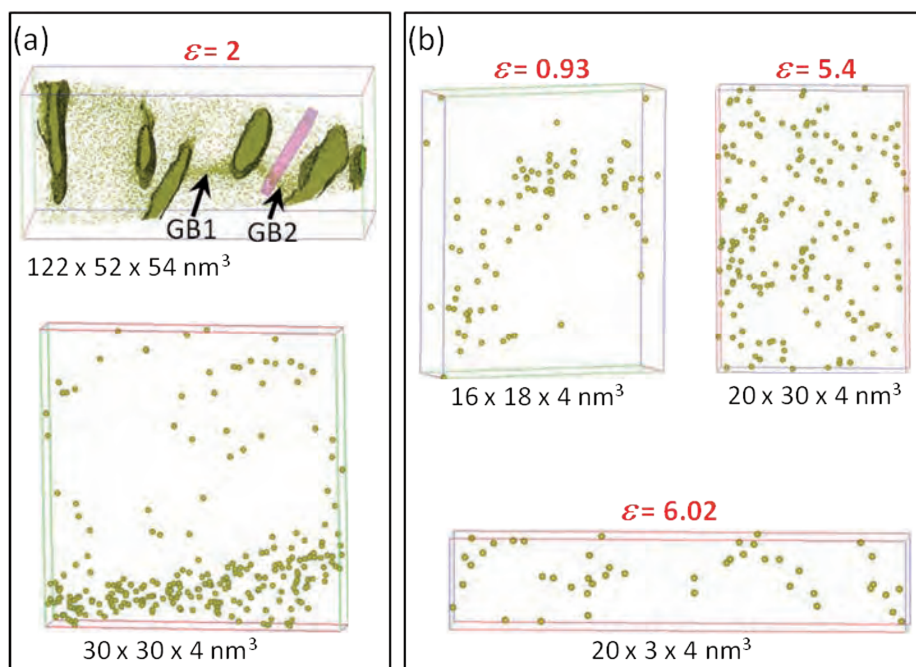 (a)
ε = 2
GB1
GB2
122 x 52 x 54 nm³
30 x 30 x 4 nm³
(b)
ε = 0.93
ε = 5.4
16 x 18 x 4 nm³
20 x 30 x 4 nm³
ε = 6.02
20 x 3 x 4 nm³